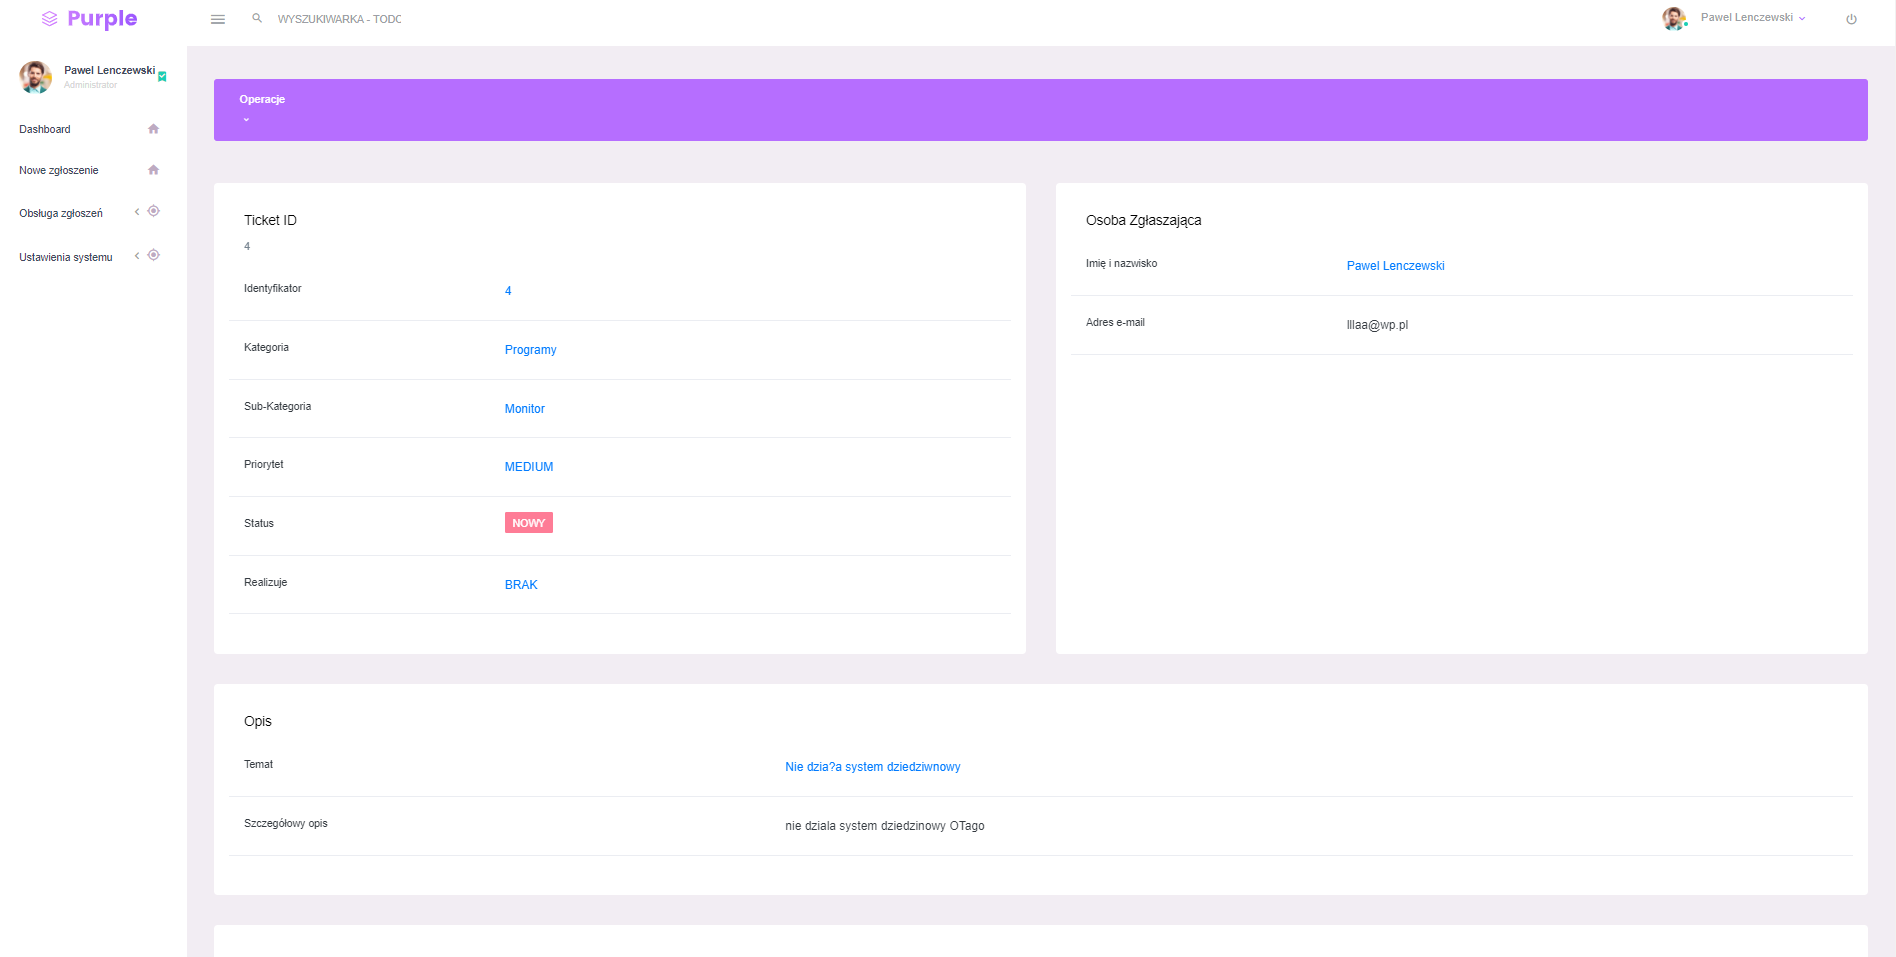 Purple
WYSZUKIWARKA - TODO
Pawel Lenczewski
Pawel Lenczewski
Administrator
Dashboard
Nowe zgłoszenie
Obsługa zgłoszeń
Ustawienia systemu
Operacje
Ticket ID
4
Identyfikator 4
Kategoria Programy
Sub-Kategoria Monitor
Priorytet MEDIUM
Status NOWY
Realizuje BRAK
Osoba Zgłaszająca
Imię i nazwisko Pawel Lenczewski
Adres e-mail lllaa@wp.pl
Opis
Temat Nie dzia?a system dziedziwnowy
Szczegółowy opis nie dziala system dziedzinowy OTago